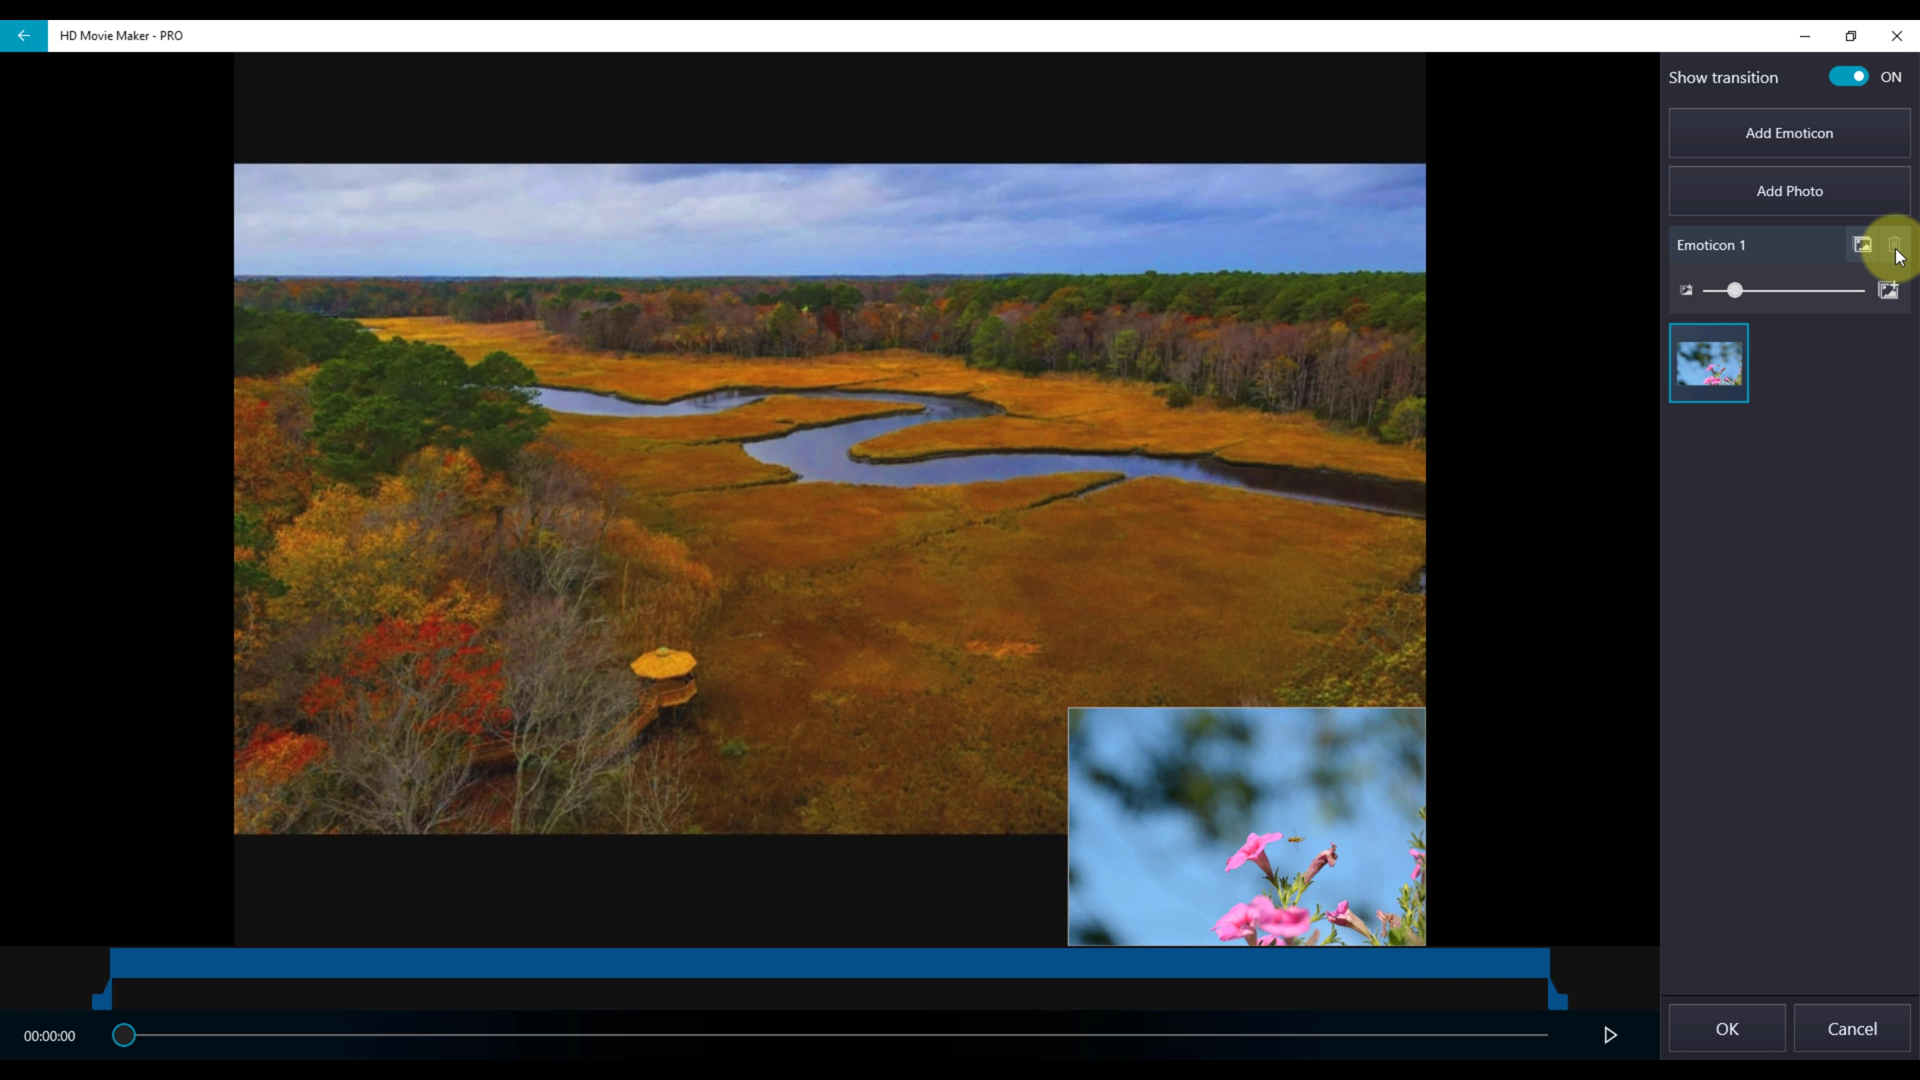 HD Movie Maker - PRO
Show transition
ON
Add Emoticon
Add Photo
Emoticon 1
00:00:00
OK
Cancel